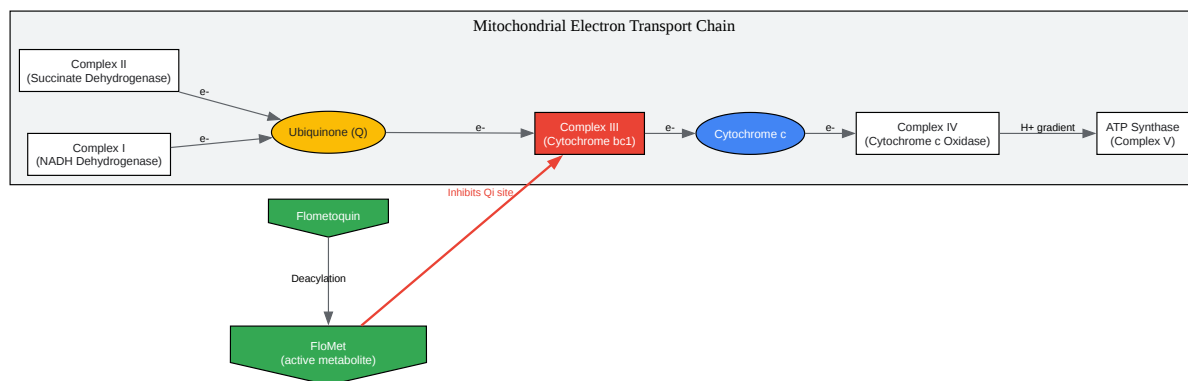 Mitochondrial Electron Transport Chain
Complex II
(Succinate Dehydrogenase)
e-
Complex I
(NADH Dehydrogenase)
e-
Ubiquinone (Q)
e-
Complex III
(Cytochrome bc1)
e-
Cytochrome c
e-
Complex IV
(Cytochrome c Oxidase)
H+ gradient
ATP Synthase
(Complex V)
Inhibits Qi site
Flometoquin
Deacylation
FloMet
(active metabolite)